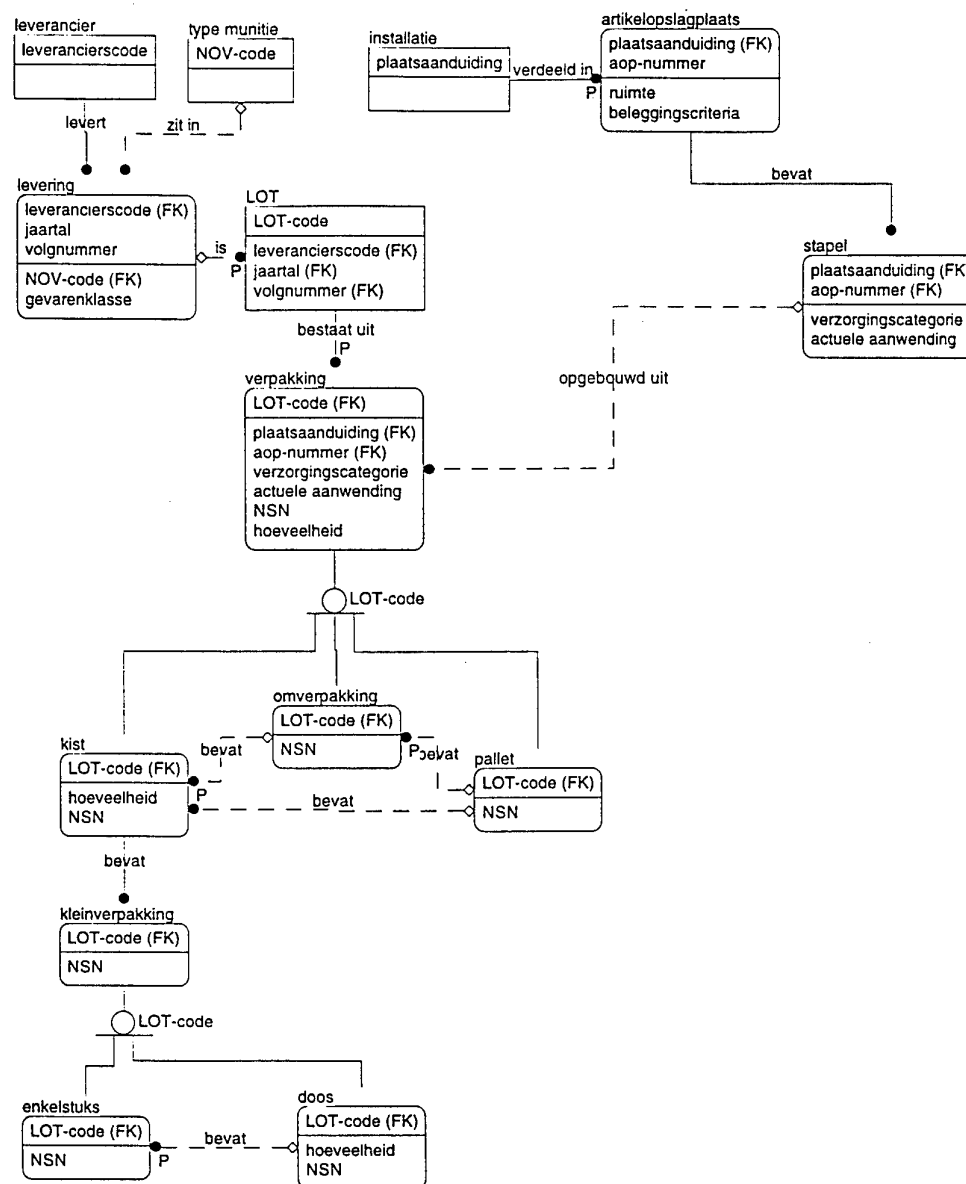 leverancier
leverancierscode
type munitie
NOV-code
installatie
plaatsaanduiding
verdeeld in
P
artikelopslagplaats
plaatsaanduiding (FK)
aop-nummer
ruimte
beleggingscriteria
levert
zit in
bevat
levering
leverancierscode (FK)
jaartal
volgnummer
NOV-code (FK)
gevarenklasse
is
P
LOT
LOT-code
leverancierscode (FK)
jaartal (FK)
volgnummer (FK)
stapel
plaatsaanduiding (FK
aop-nummer (FK)
verzorgingscategorie
actuele aanwending
bestaat uit
P
opgebouwd uit
verpakking
LOT-code (FK)
plaatsaanduiding (FK)
aop-nummer (FK)
verzorgingscategorie
actuele aanwending
NSN
hoeveelheid
LOT-code
omverpakking
LOT-code (FK)
NSN
bevat
P
P
bevat
kist
LOT-code (FK)
hoeveelheid
NSN
bevat
pallet
LOT-code (FK)
NSN
bevat
kleinverpakking
LOT-code (FK)
NSN
LOT-code
enkelstuks
LOT-code (FK)
NSN
bevat
P
doos
LOT-code (FK)
hoeveelheid
NSN